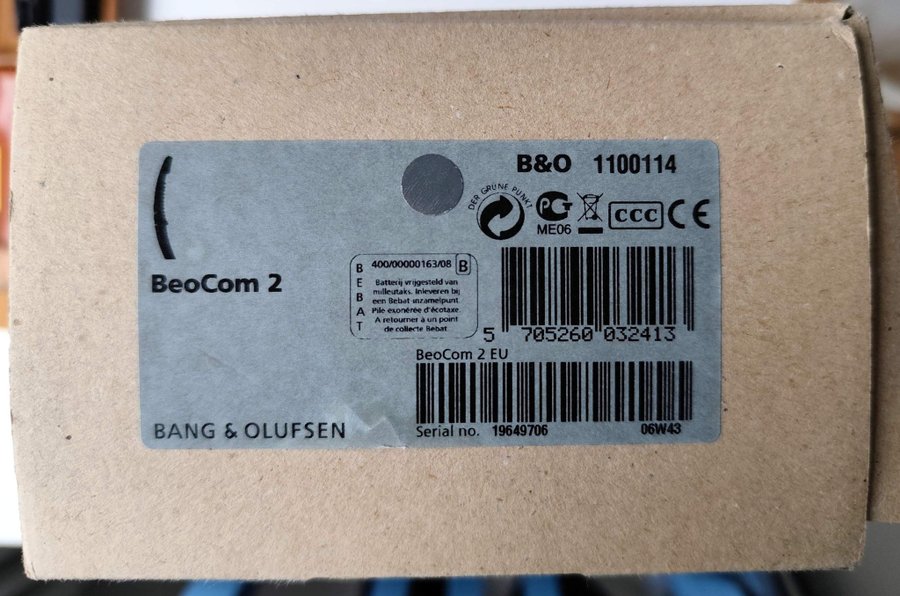 B&O 1100114
DER GRÜNE PUNKT
PCT
ME06
CCC
CE
BeoCom 2
BEBAT
400/00000163/08 B
Batterij vrijgesteld van
milieutaks. Inleveren bij
een Bebat inzamelpunt
Pile exonérée d'écotaxe.
A retourner à un point
de collecte Bebat
5 705260 032413
BeoCom 2 EU
BANG & OLUFSEN
Serial no. 19649706 06W43